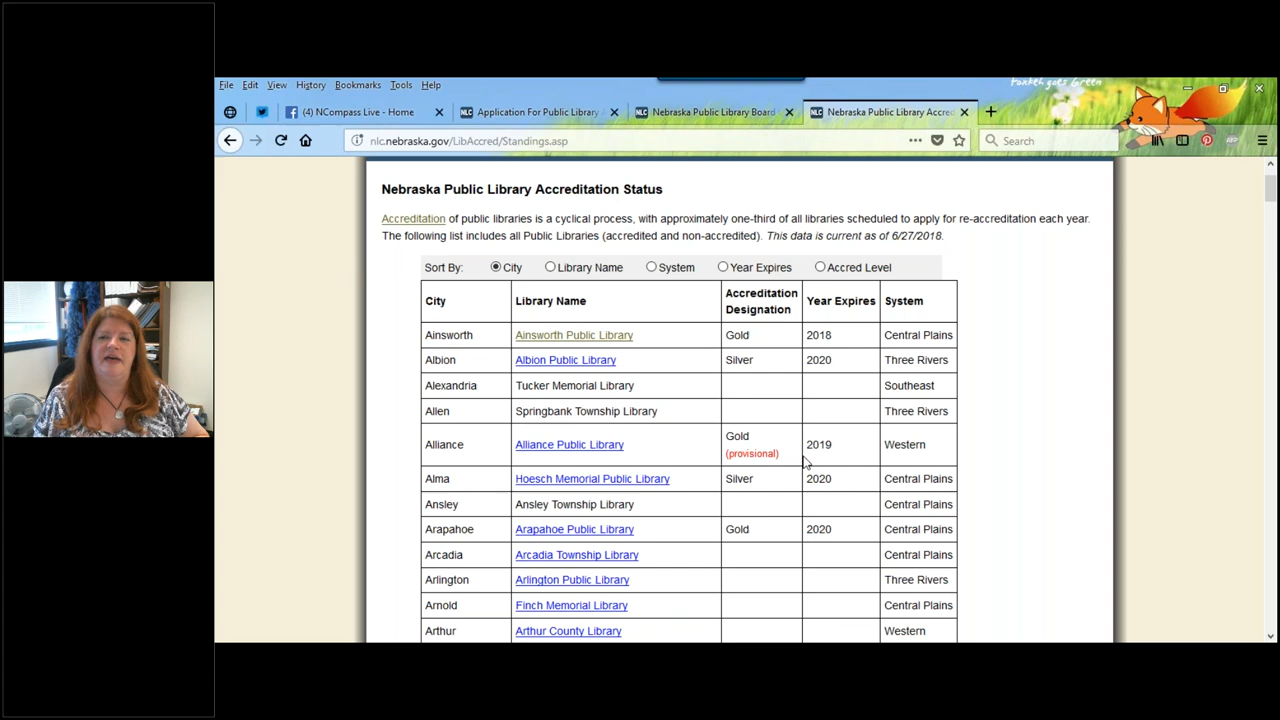 foxkeh goes Green
File Edit View History Bookmarks Tools Help
(4) NCompass Live - Home
NLC Application For Public Library
NLC Nebraska Public Library Board
NLC Nebraska Public Library Accred
nlc.nebraska.gov/LibAccred/Standings.asp
Search
Nebraska Public Library Accreditation Status
Accreditation of public libraries is a cyclical process, with approximately one-third of all libraries scheduled to apply for re-accreditation each year.
The following list includes all Public Libraries (accredited and non-accredited). This data is current as of 6/27/2018.
Sort By: City Library Name System Year Expires Accred Level
City Library Name Accreditation Designation Year Expires System
Ainsworth Ainsworth Public Library Gold 2018 Central Plains
Albion Albion Public Library Silver 2020 Three Rivers
Alexandria Tucker Memorial Library Southeast
Allen Springbank Township Library Three Rivers
Alliance Alliance Public Library Gold (provisional) 2019 Western
Alma Hoesch Memorial Public Library Silver 2020 Central Plains
Ansley Ansley Township Library Central Plains
Arapahoe Arapahoe Public Library Gold 2020 Central Plains
Arcadia Arcadia Township Library Central Plains
Arlington Arlington Public Library Three Rivers
Arnold Finch Memorial Library Central Plains
Arthur Arthur County Library Western